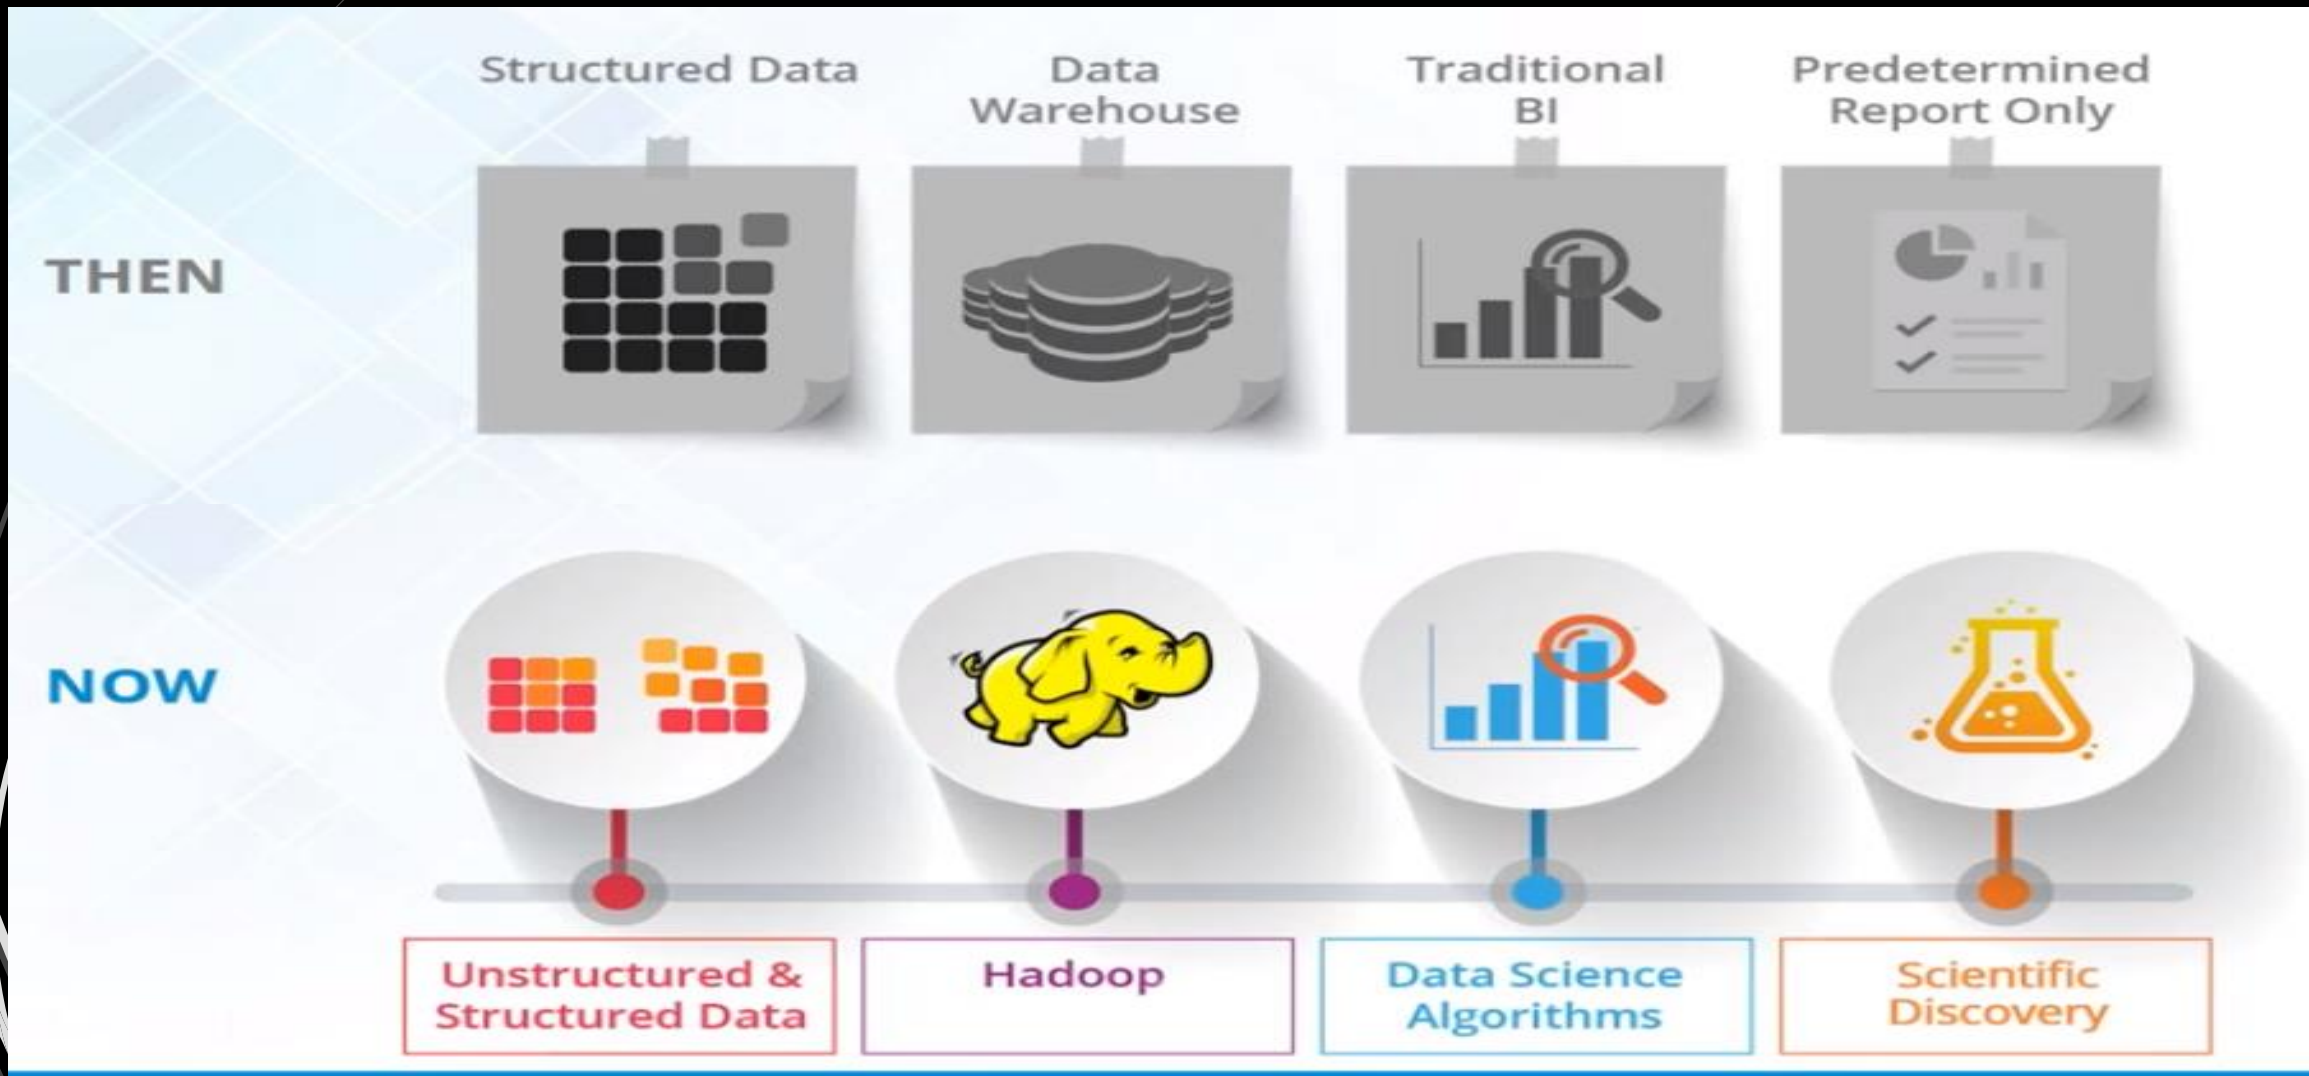 Structured Data
Data
Warehouse
Traditional
BI
Predetermined
Report Only
THEN
NOW
Unstructured &
Structured Data
Hadoop
Data Science
Algorithms
Scientific
Discovery